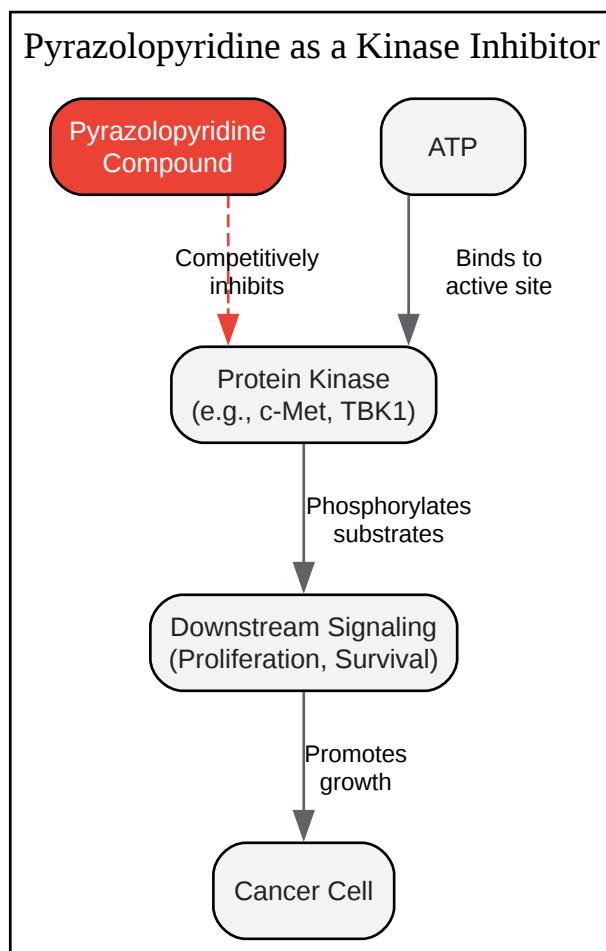 Pyrazolopyridine as a Kinase Inhibitor
Pyrazolopyridine
Compound
ATP
Competitively
inhibits
Binds to
active site
Protein Kinase
(e.g., c-Met, TBK1)
Phosphorylates
substrates
Downstream Signaling
(Proliferation, Survival)
Promotes
growth
Cancer Cell